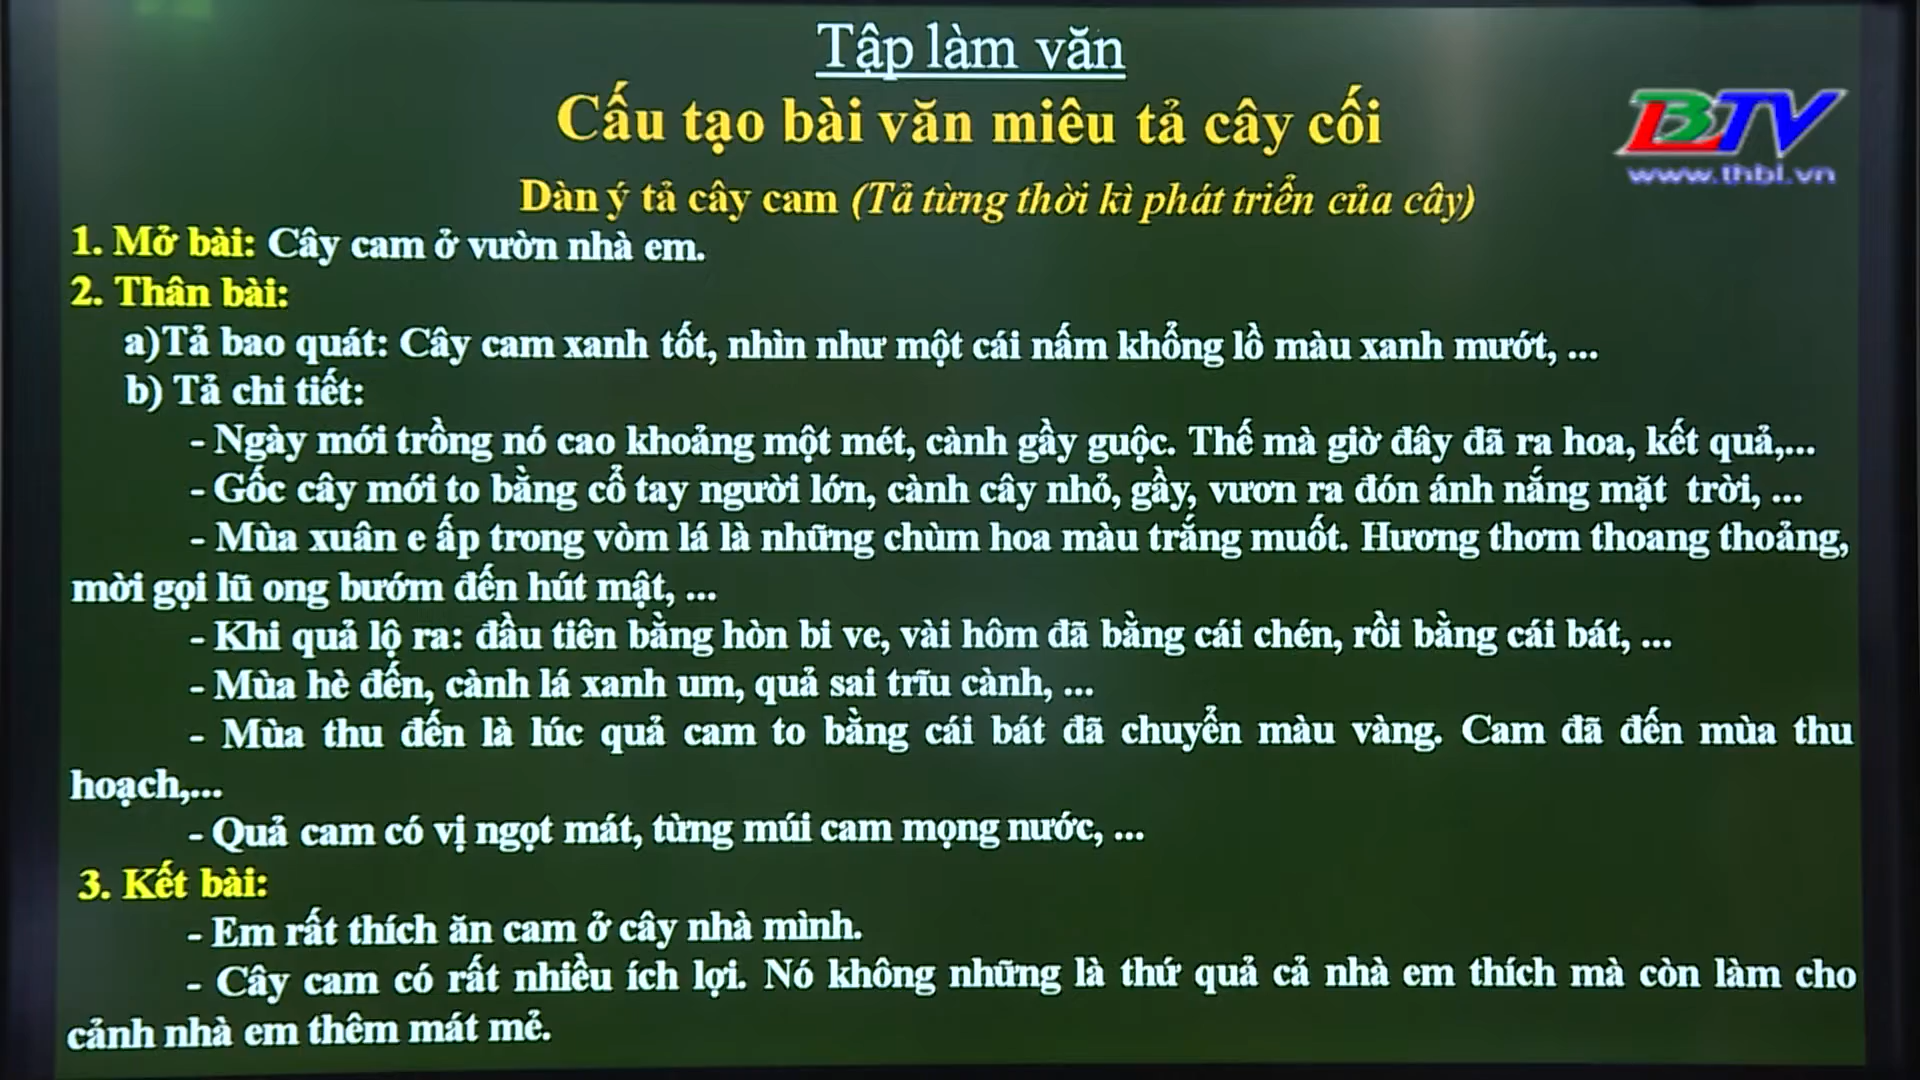 Tập làm văn
Cấu tạo bài văn miêu tả cây cối
BTV
www.thbl.vn
Dàn ý tả cây cam (Tả từng thời kì phát triển của cây)
1. Mở bài: Cây cam ở vườn nhà em.
2. Thân bài:
a)Tả bao quát: Cây cam xanh tốt, nhìn như một cái nấm khổng lồ màu xanh mướt, ...
b) Tả chi tiết:
- Ngày mới trồng nó cao khoảng một mét, cành gầy guộc. Thế mà giờ đây đã ra hoa, kết quả,...
- Gốc cây mới to bằng cổ tay người lớn, cành cây nhỏ, gầy, vươn ra đón ánh nắng mặt trời, ...
- Mùa xuân e ấp trong vòm lá là những chùm hoa màu trắng muốt. Hương thơm thoang thoảng,
mời gọi lũ ong bướm đến hút mật, ...
- Khi quả lộ ra: đầu tiên bằng hòn bi ve, vài hôm đã bằng cái chén, rồi bằng cái bát, ...
- Mùa hè đến, cành lá xanh um, quả sai trĩu cành, ...
- Mùa thu đến là lúc quả cam to bằng cái bát đã chuyển màu vàng. Cam đã đến mùa thu
hoạch,...
- Quả cam có vị ngọt mát, từng múi cam mọng nước, ...
3. Kết bài:
- Em rất thích ăn cam ở cây nhà mình.
- Cây cam có rất nhiều ích lợi. Nó không những là thứ quả cả nhà em thích mà còn làm cho
cảnh nhà em thêm mát mẻ.